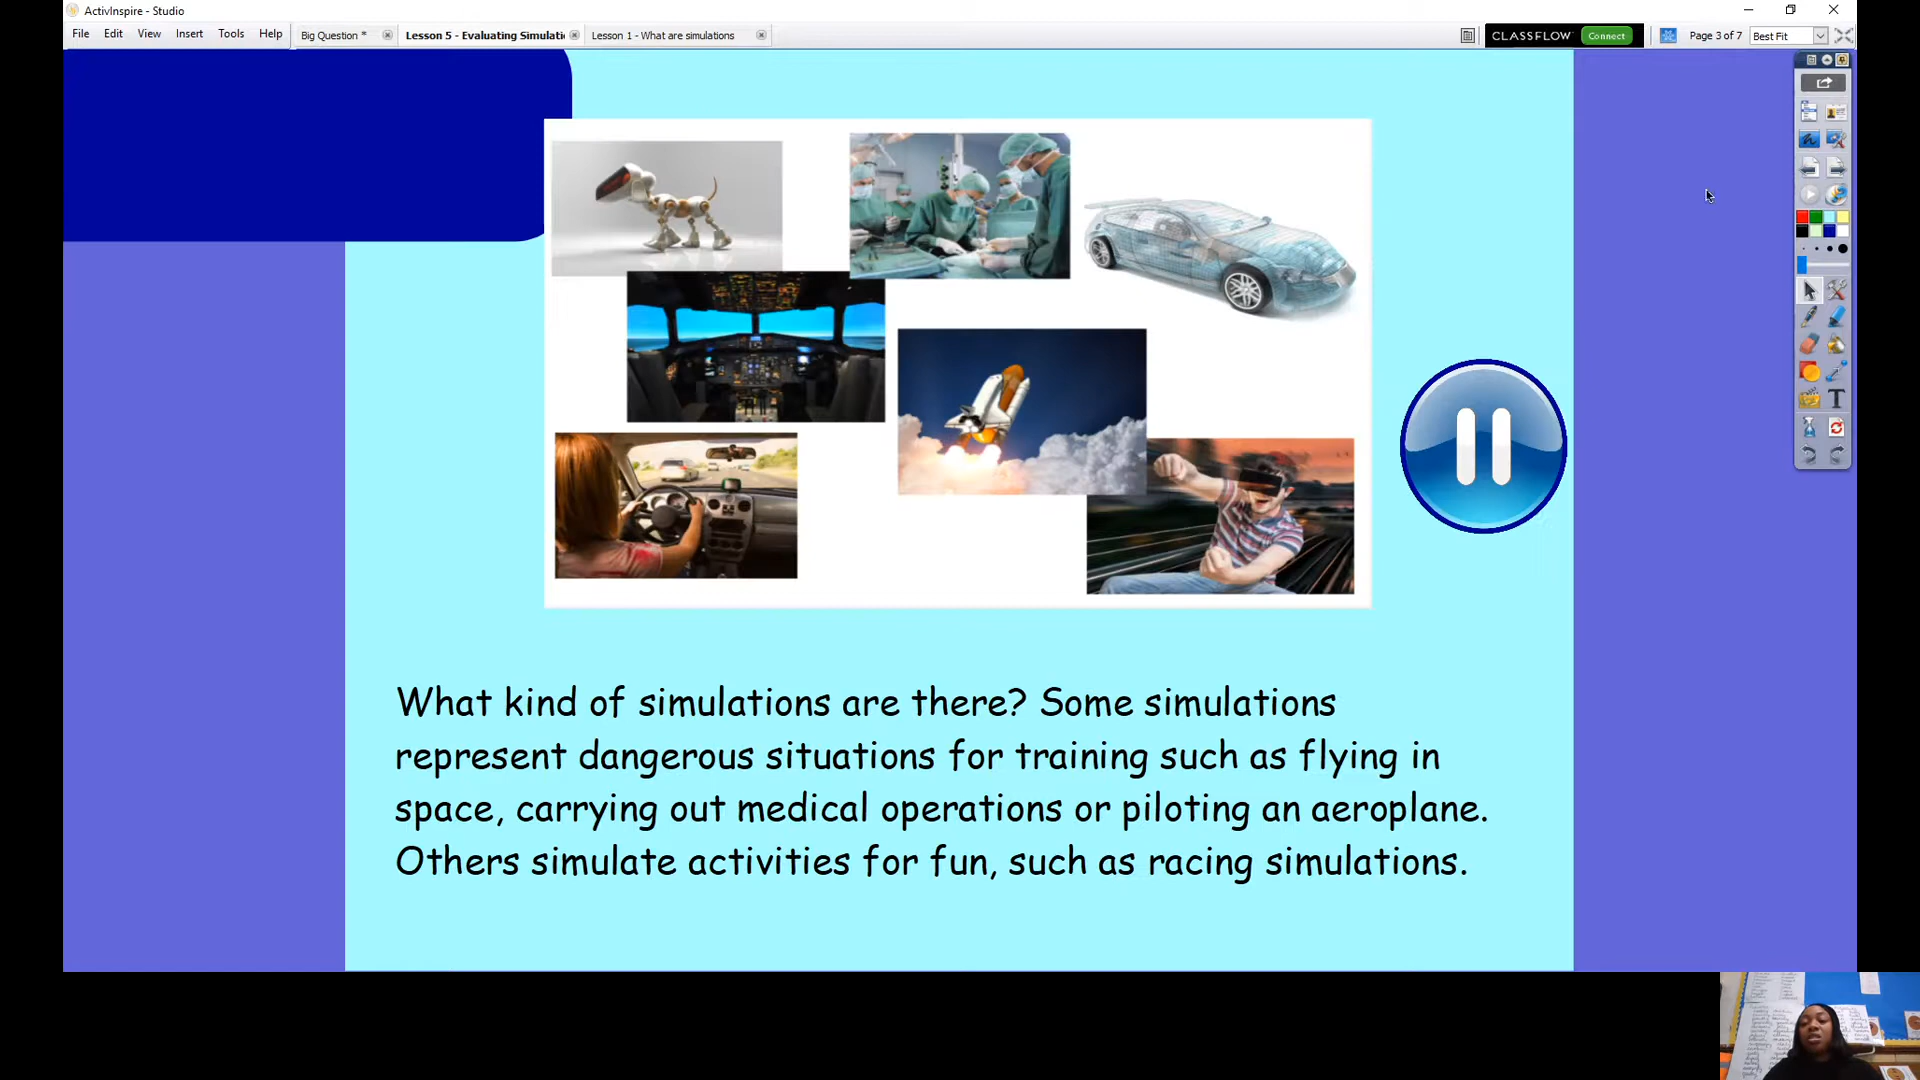 ActivInspire - Studio
File Edit View Insert Tools Help
Big Question *
Lesson 5 - Evaluating Simulati
Lesson 1 - What are simulations
CLASSFLOW Connect
Page 3 of 7
Best Fit
What kind of simulations are there? Some simulations
represent dangerous situations for training such as flying in
space, carrying out medical operations or piloting an aeroplane.
Others simulate activities for fun, such as racing simulations.